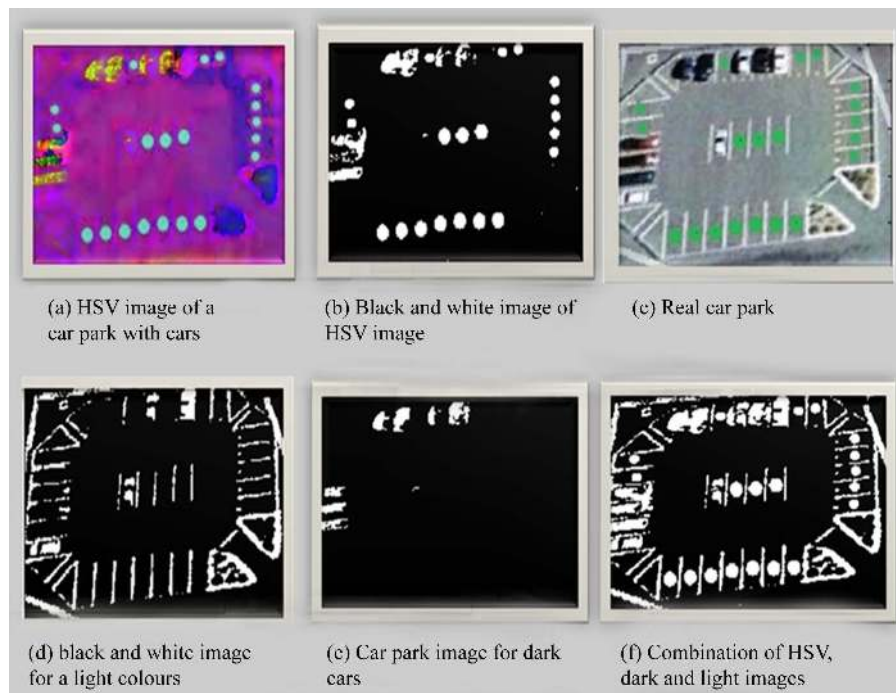 (a) HSV image of a
car park with cars
(b) Black and white image of
HSV image
(c) Real car park
(d) black and white image
for a light colours
(e) Car park image for dark
cars
(f) Combination of HSV,
dark and light images